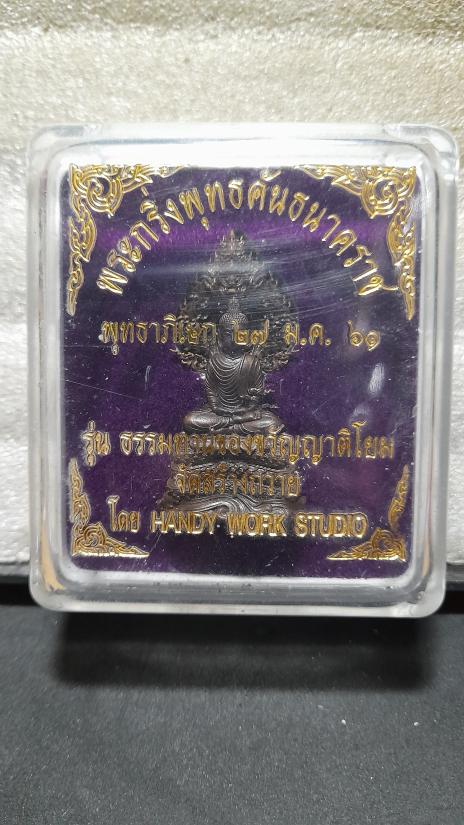 พระกริ่งพุทธคันธนาคราช
พุทธาภิเษก ๒๗ ม.ค. ๖๑
รุ่น ธรรมทานของขวัญญาติโยม
จัดสร้างถวาย
โดย HANDY WORK STUDIO